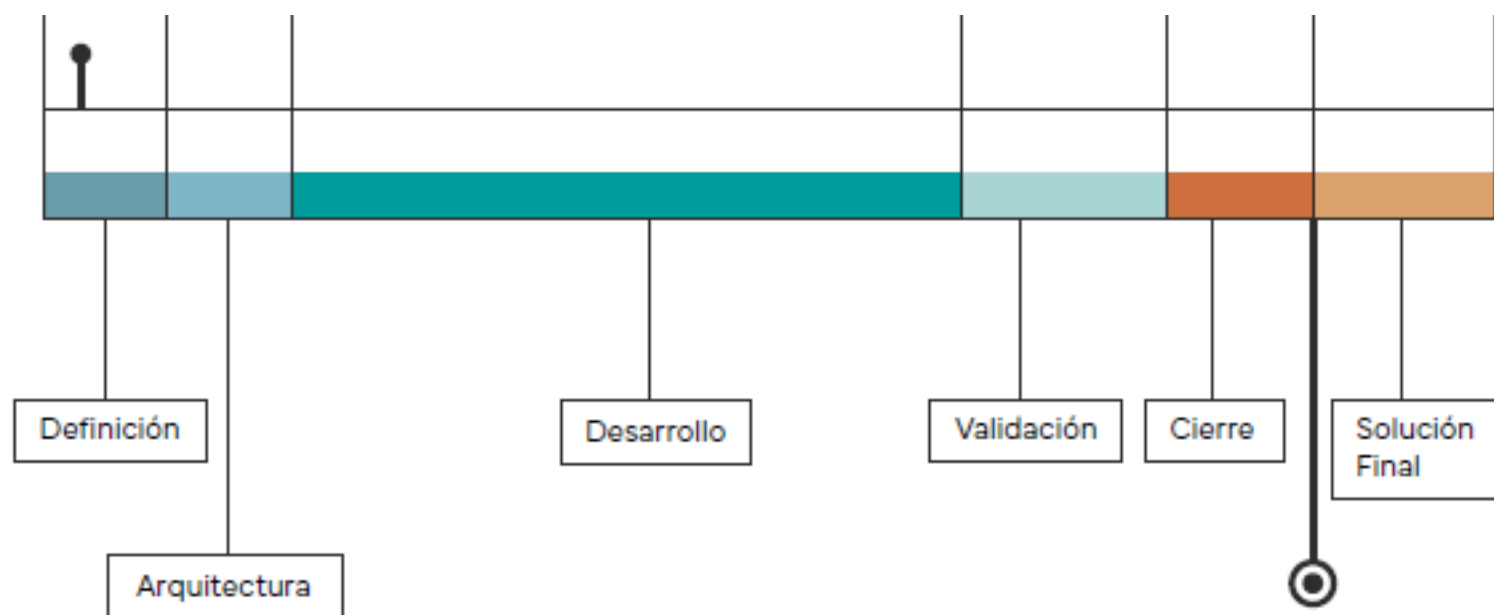 Definición
Desarrollo
Validación
Cierre
Solución
Final
Arquitectura